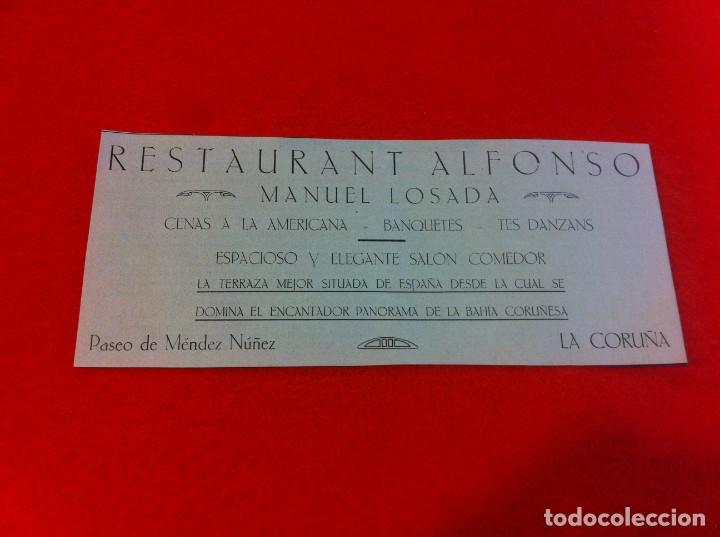 RESTAURANT ALFONSO
MANUEL LOSADA
CENAS A LA AMERICANA - BANQUETES - TES DANZANS
ESPACIOSO Y ELEGANTE SALÓN COMEDOR
LA TERRAZA MEJOR SITUADA DE ESPAÑA DESDE LA CUAL SE
DOMINA EL ENCANTADOR PANORAMA DE LA BAHIA CORUÑESA
Paseo de Méndez Núñez LA CORUÑA
todocoleccion